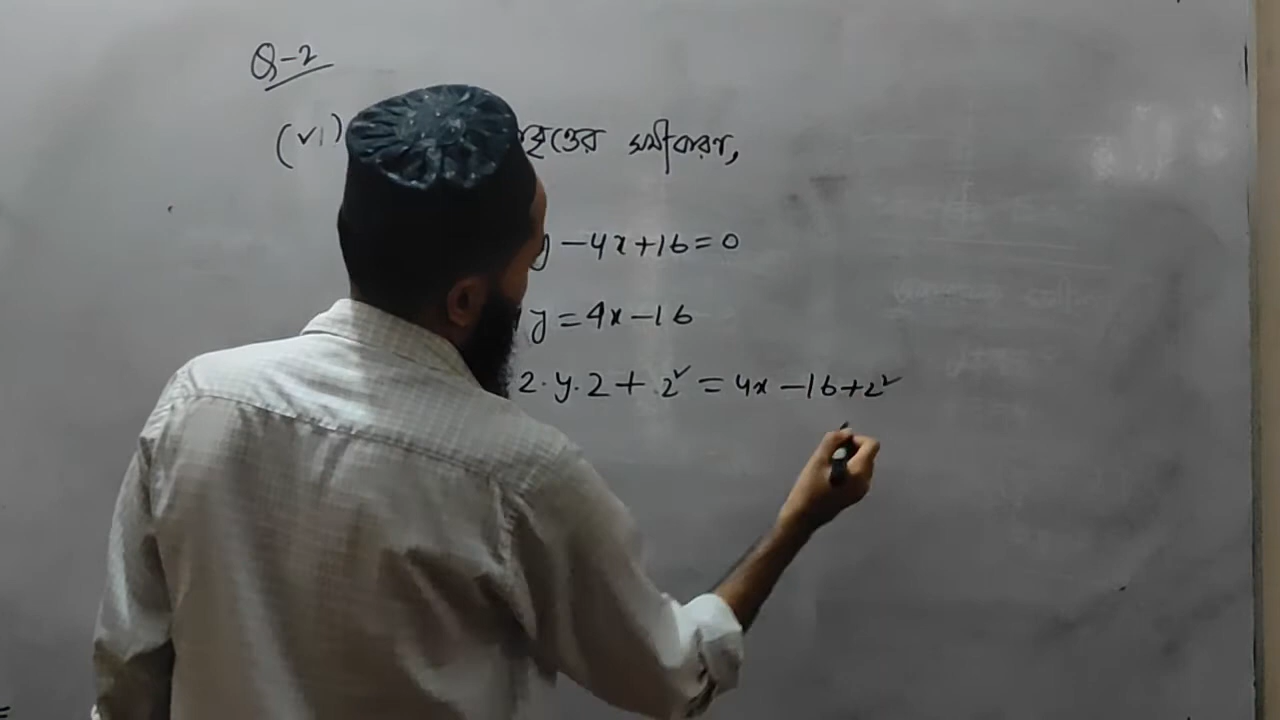 Q-2
(vi) বৃত্তের সমীকরণ,
y - 4x + 16 = 0
y = 4x - 16
2·y·2 + 2² = 4x - 16 + 2²